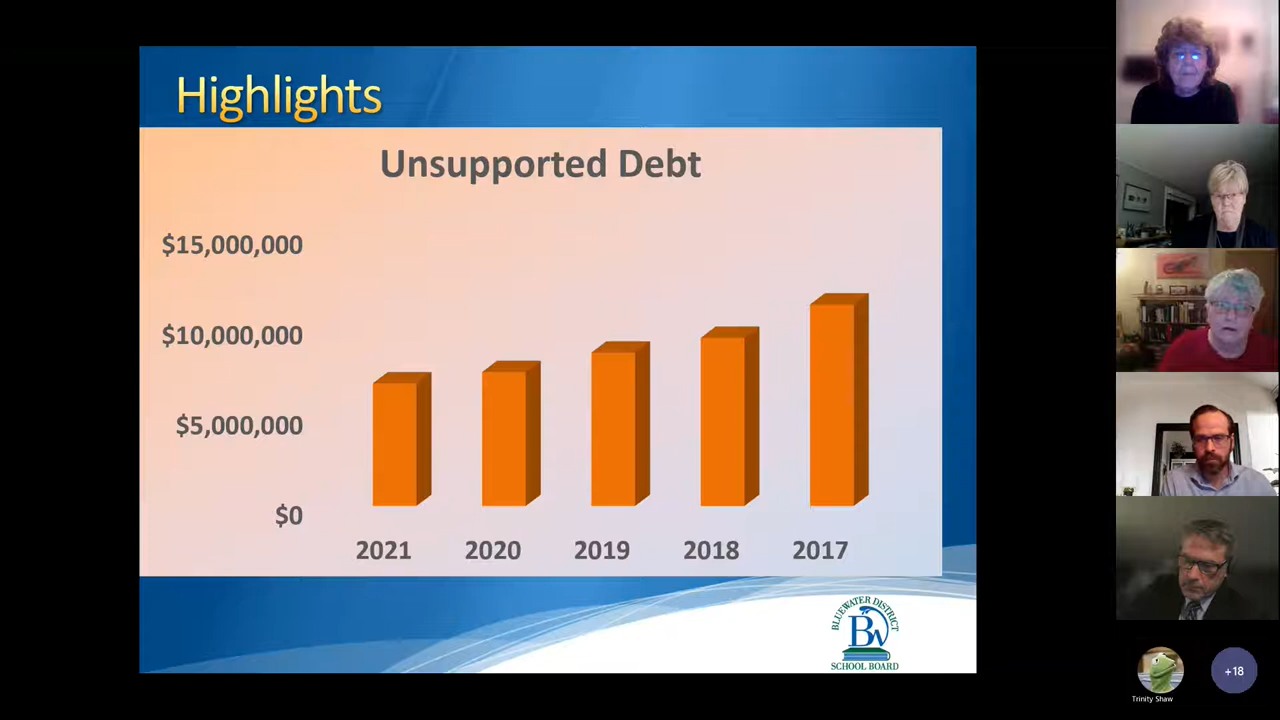 Highlights
Unsupported Debt
$15,000,000
$10,000,000
$5,000,000
$0
2021 2020 2019 2018 2017
BLUEWATER DISTRICT
BW
SCHOOL BOARD
Trinity Shaw
+18